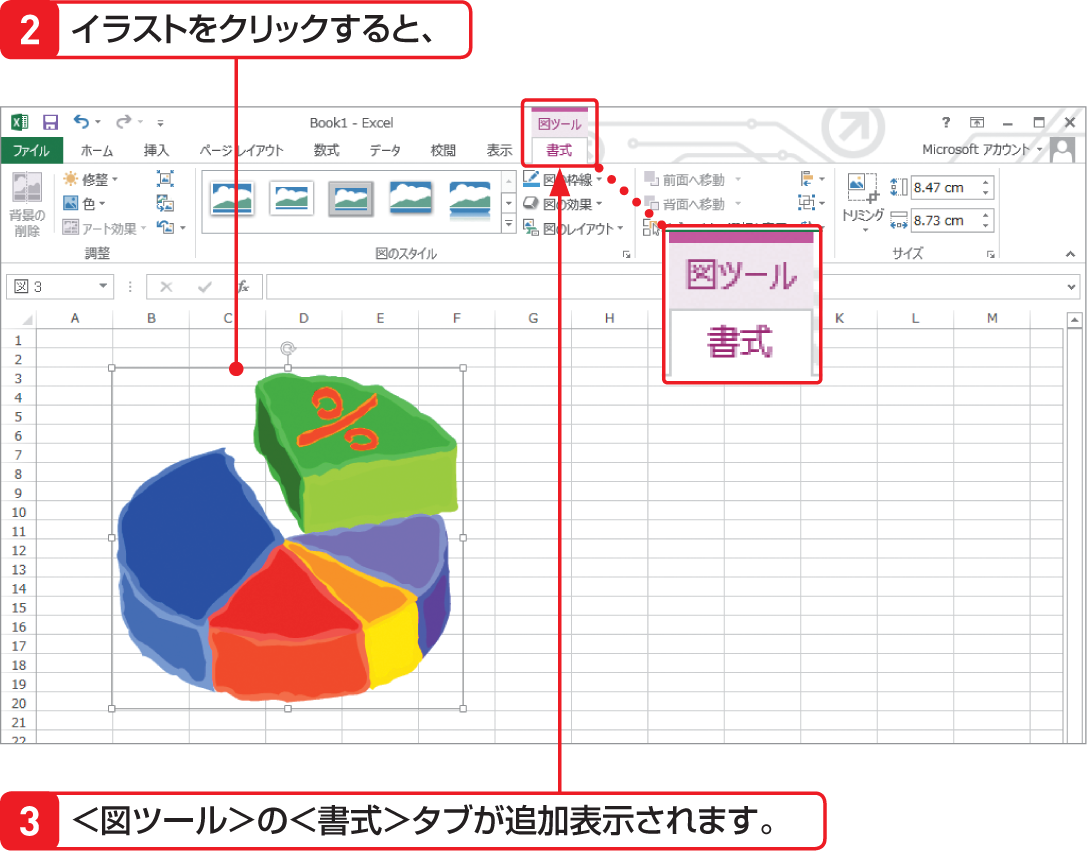 2 イラストをクリックすると、
Book1 - Excel
図ツール
?
ファイル ホーム 挿入 ページ レイアウト 数式 データ 校閲 表示 書式
Microsoft アカウント
背景の
削除
修整
色
アート効果
調整
図のスタイル
図の枠線
図の効果
図のレイアウト
前面へ移動
背面へ移動
トリミング
8.47 cm
8.73 cm
サイズ
図ツール
書式
図 3
fx
A B C D E F G H K L M
1
2
3
4
5
6
7
8
9
10
11
12
13
14
15
16
17
18
19
20
21
22
%
3 <図ツール>の<書式>タブが追加表示されます。